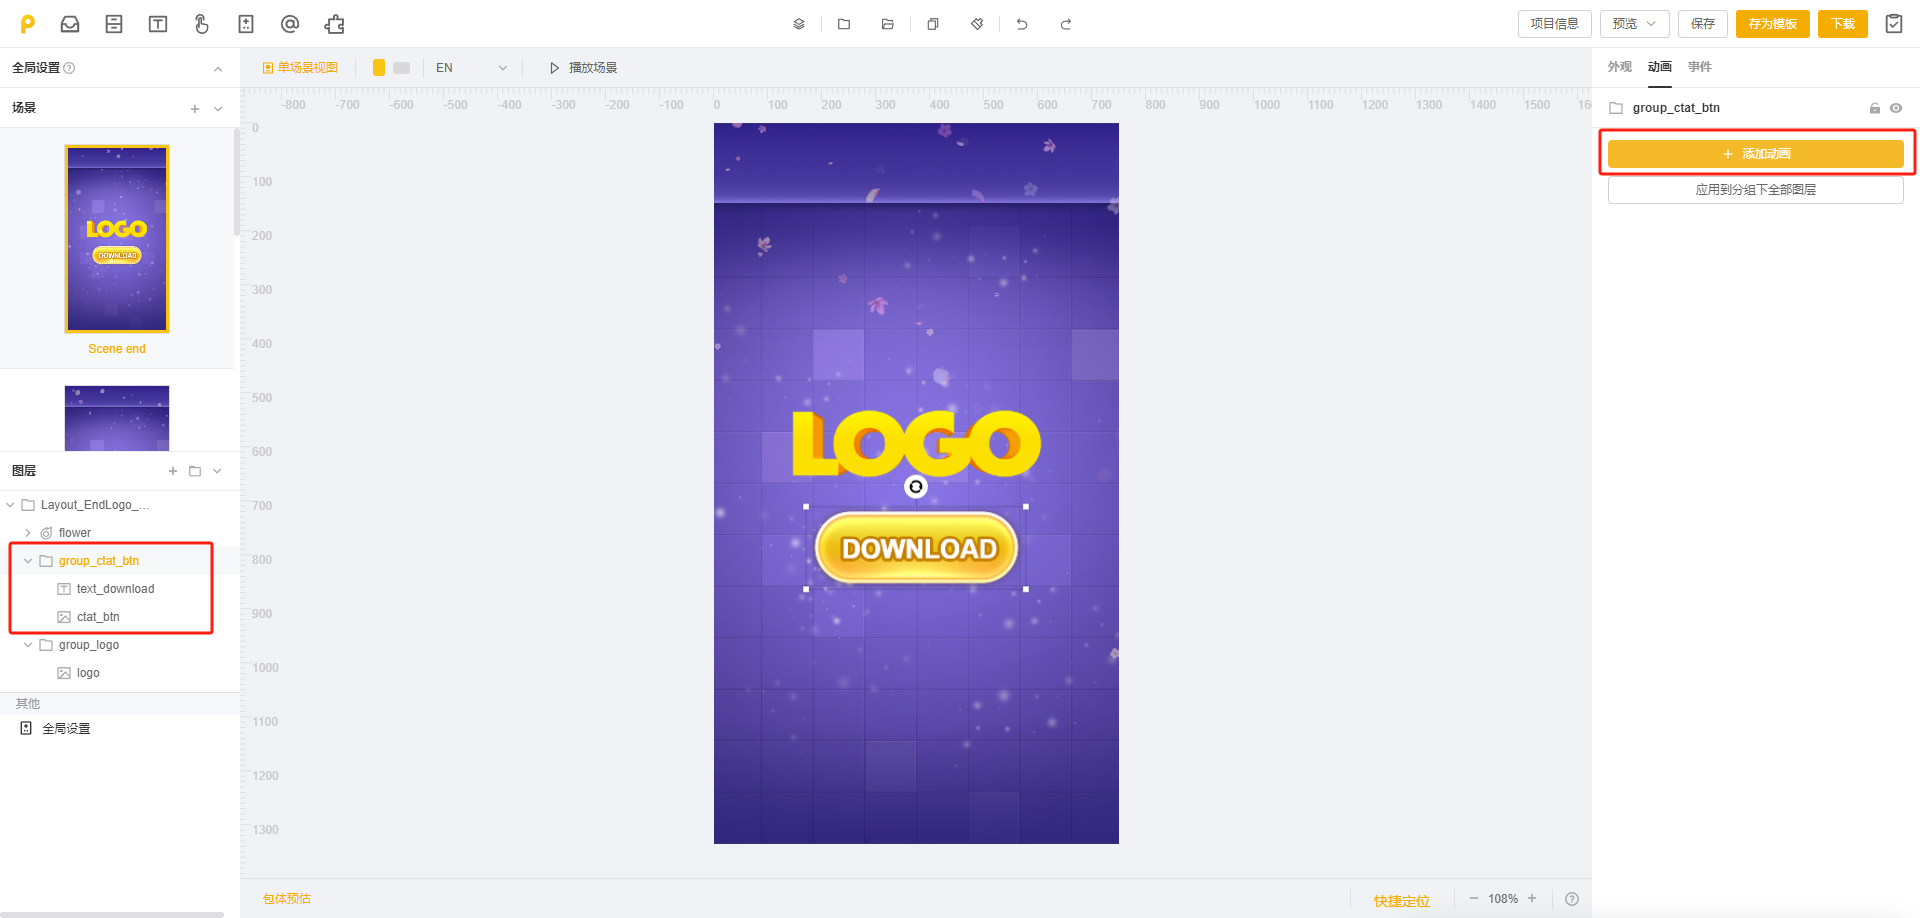 项目信息
预览
保存
存为模板
下载
全局设置
单场景视图
EN
播放场景
外观
动画
事件
场景
-800 -700 -600 -500 -400 -300 -200 -100 0 100 200 300 400 500 600 700 800 900 1000 1100 1200 1300 1400 1500
group_ctat_btn
添加动画
应用到分组下全部图层
0
100
200
300
400
500
600
700
800
900
1000
1100
1200
1300
LOGO
DOWNLOAD
Scene end
LOGO
DOWNLOAD
图层
Layout_EndLogo_...
flower
group_ctat_btn
text_download
ctat_btn
group_logo
logo
其他
全局设置
包体预估
快捷定位
108%